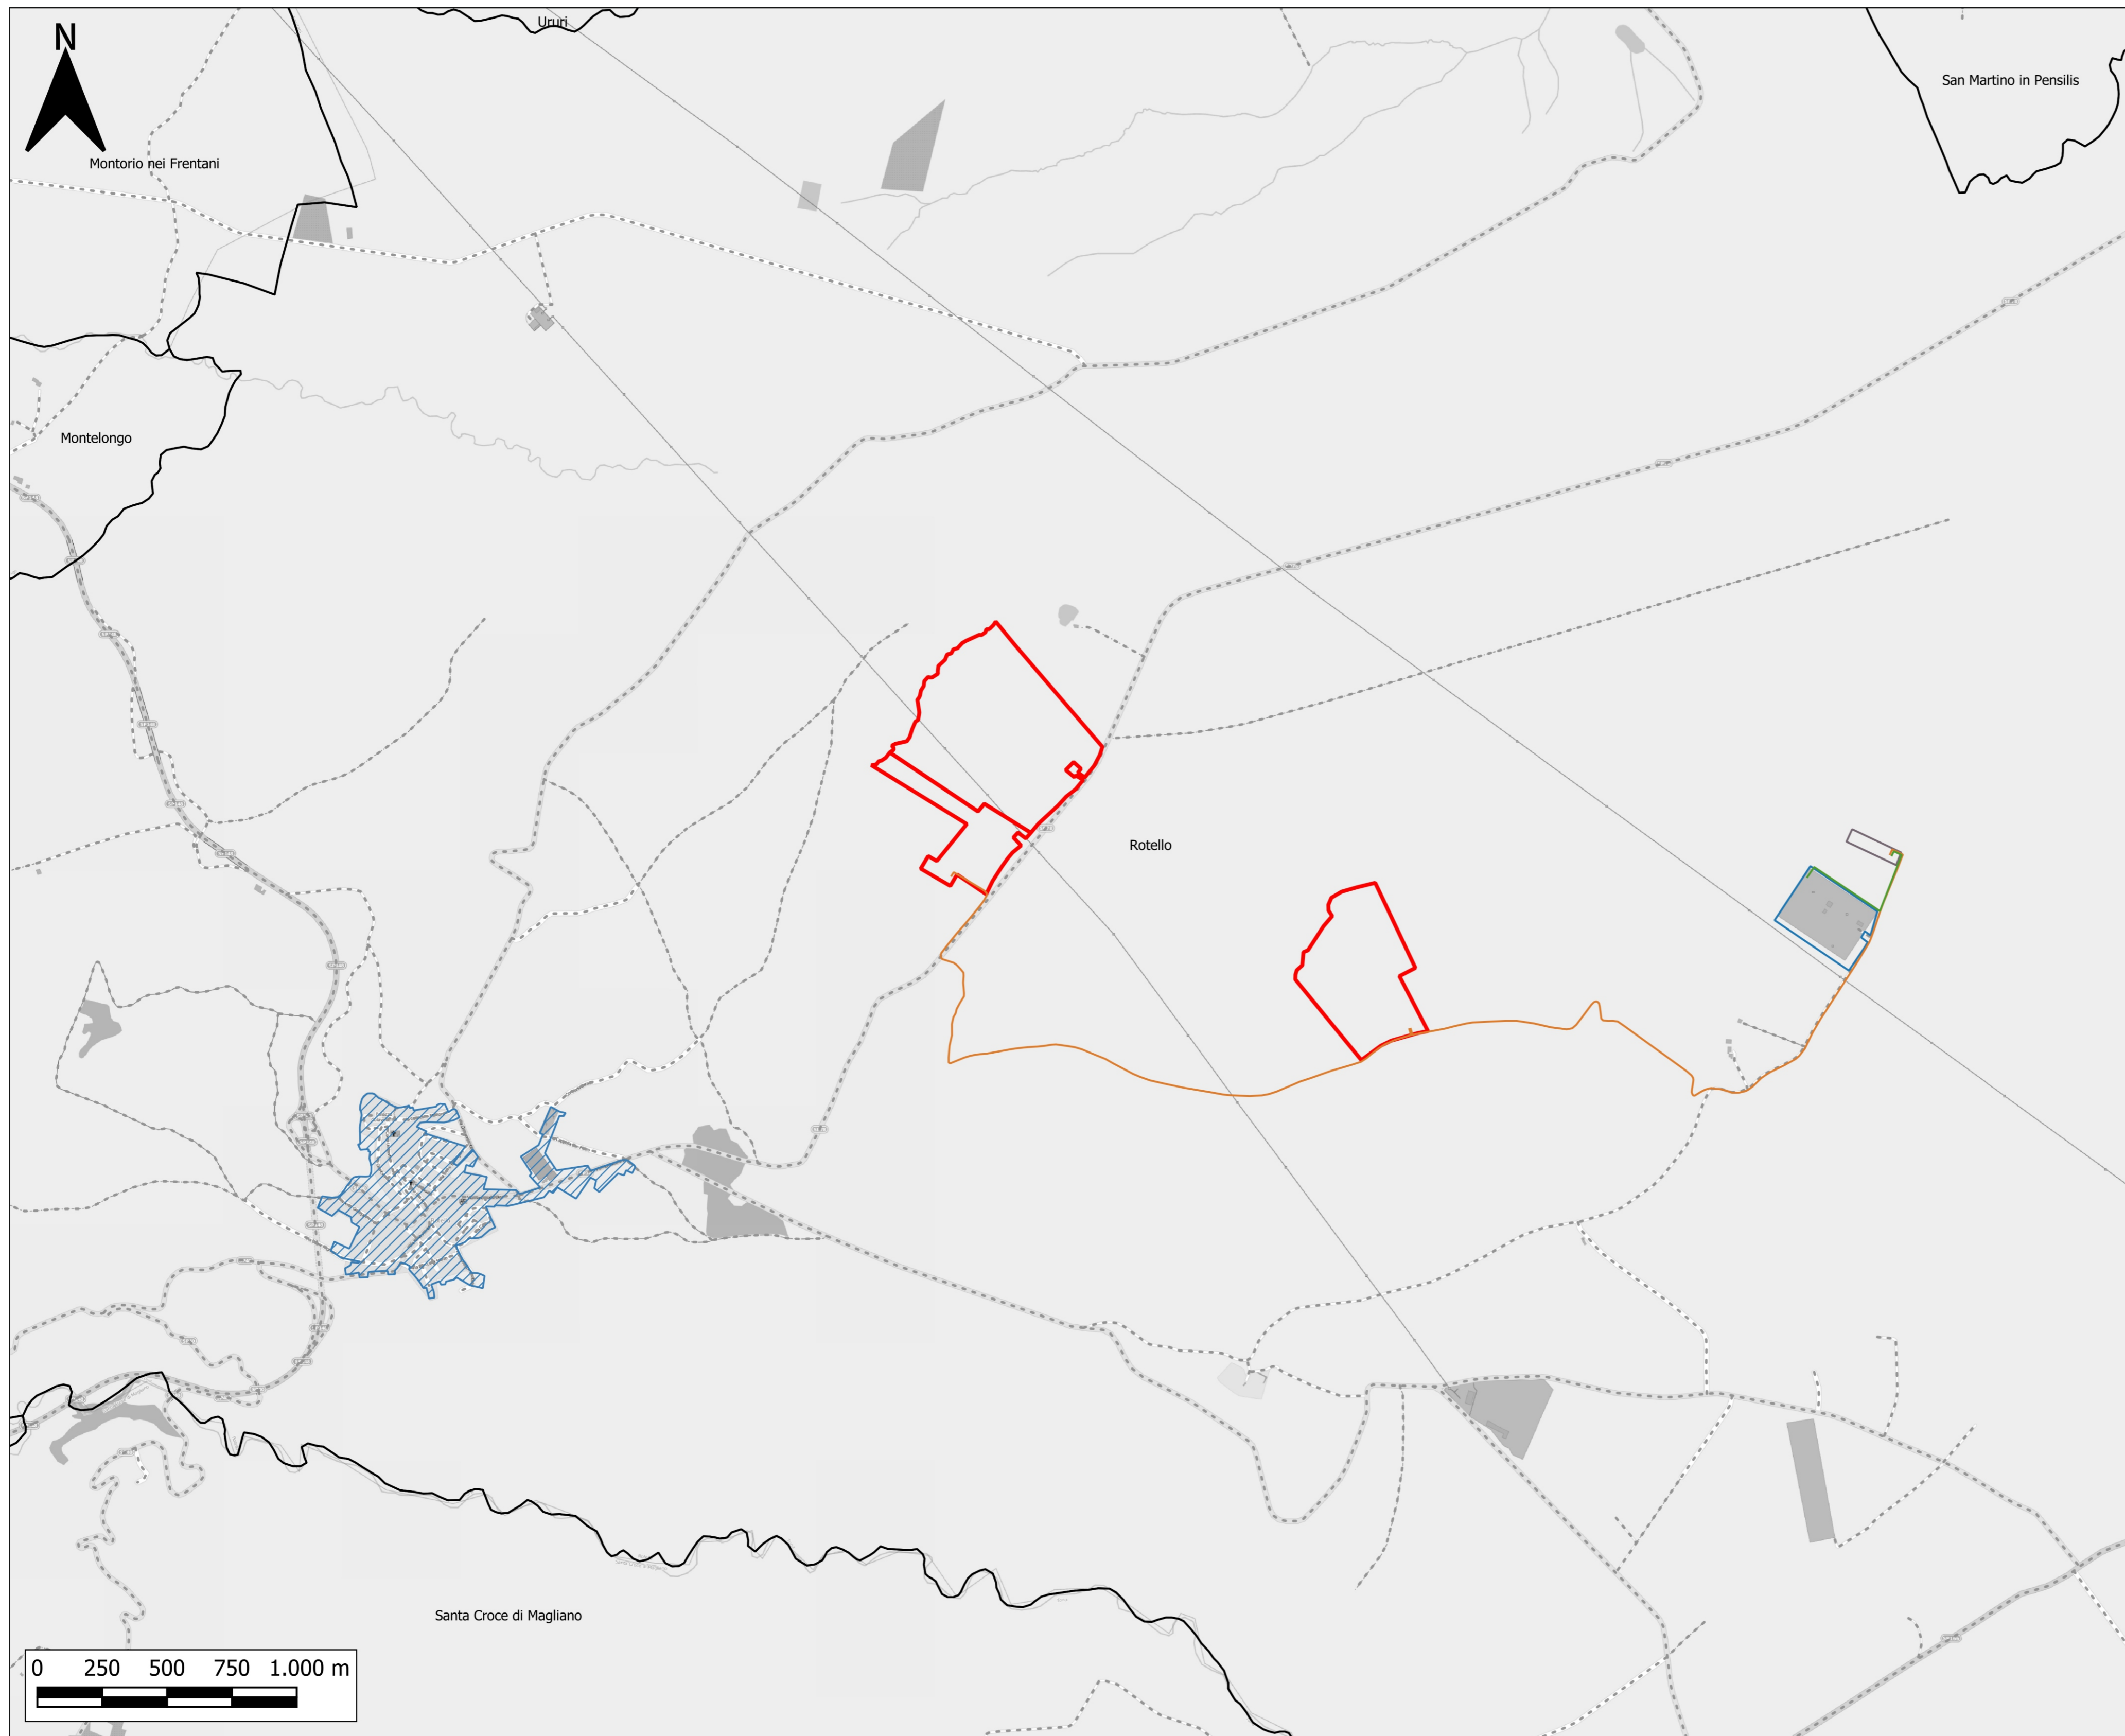 N
Ururi
San Martino in Pensilis
Montorio nei Frentani
Montelongo
Rotello
Santa Croce di Magliano
0 250 500 750 1.000 m